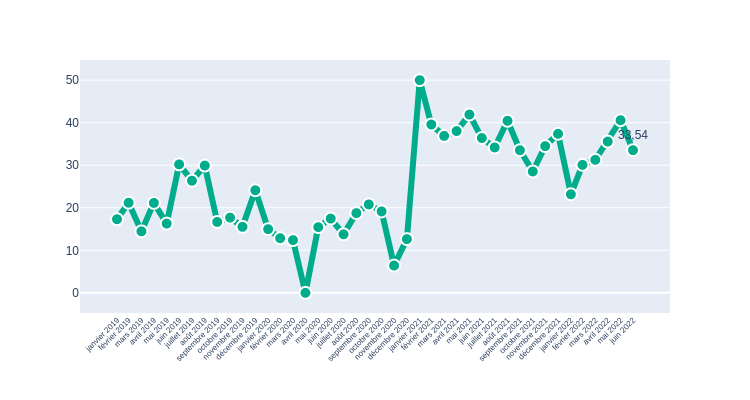 50
40
30
20
10
0
33,54
janvier 2019
février 2019
mars 2019
avril 2019
mai 2019
juin 2019
juillet 2019
août 2019
septembre 2019
octobre 2019
novembre 2019
décembre 2019
janvier 2020
février 2020
mars 2020
avril 2020
mai 2020
juin 2020
juillet 2020
août 2020
septembre 2020
octobre 2020
novembre 2020
décembre 2020
janvier 2021
février 2021
mars 2021
avril 2021
mai 2021
juin 2021
juillet 2021
août 2021
septembre 2021
octobre 2021
novembre 2021
décembre 2021
janvier 2022
février 2022
mars 2022
avril 2022
mai 2022
juin 2022